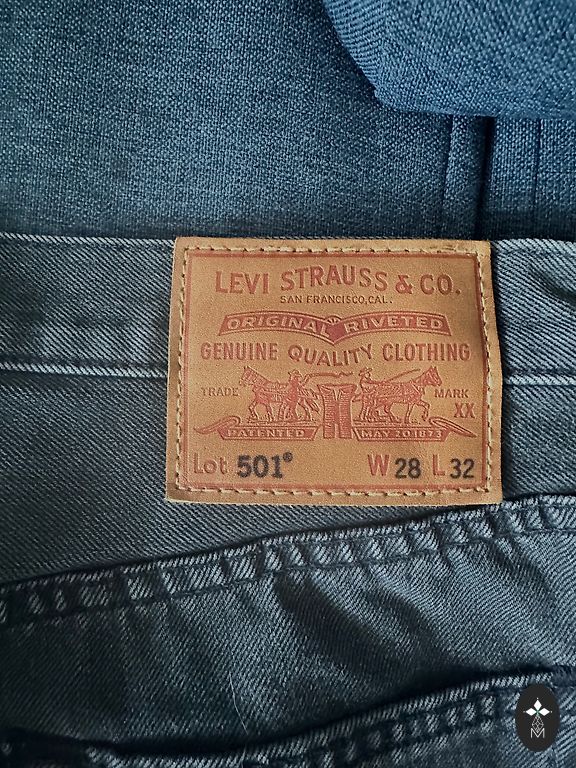 LEVI STRAUSS & CO.
SAN FRANCISCO, CAL.
ORIGINAL RIVETED
GENUINE QUALITY CLOTHING
TRADE MARK
XX
PATENTED MAY 20 1873
Lot 501® W 28 L 32
M